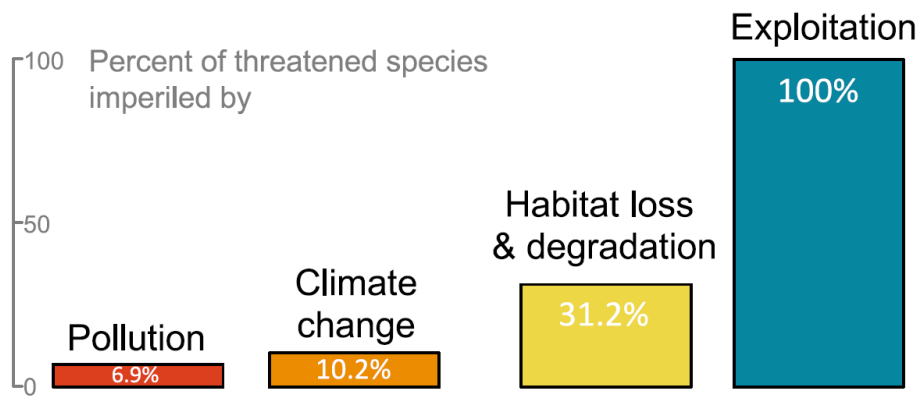 Exploitation
100
Percent of threatened species
imperiled by
100%
50
Habitat loss
& degradation
31.2%
Climate
change
10.2%
Pollution
6.9%
0